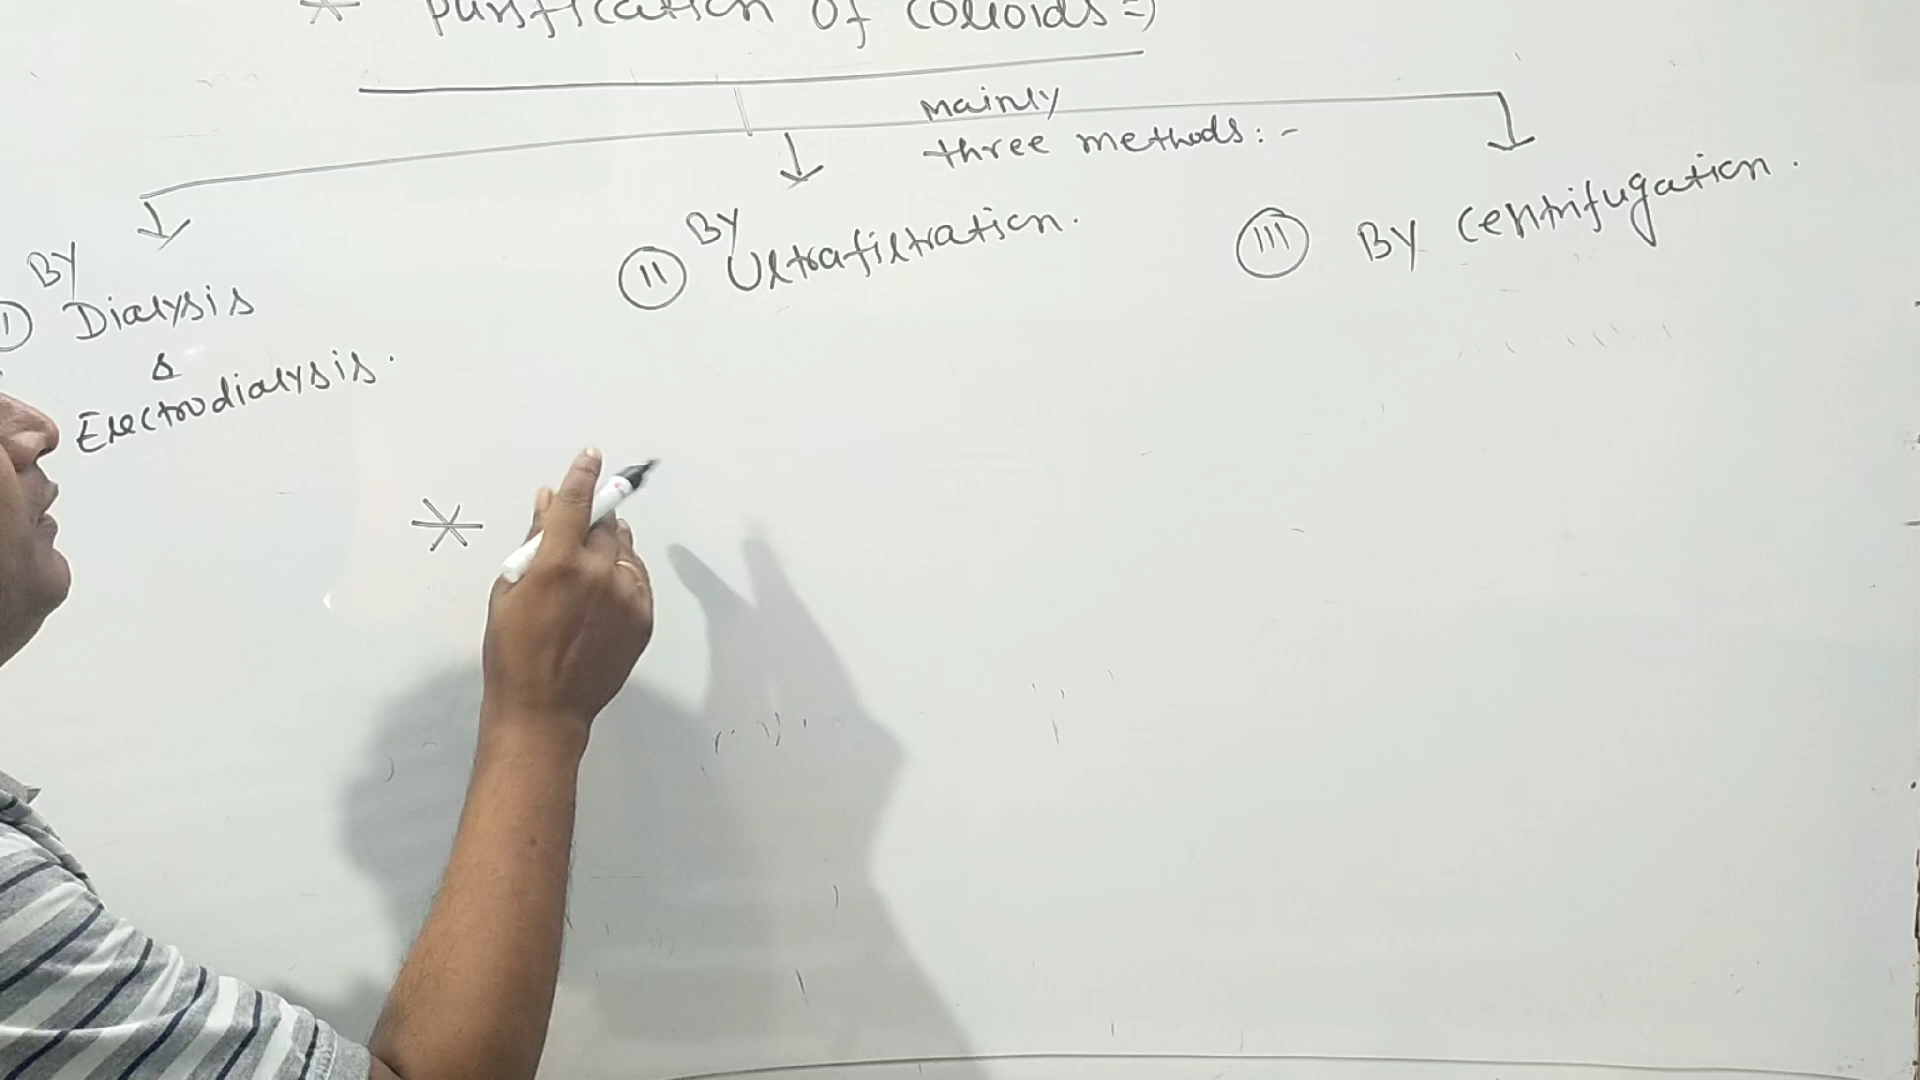 * Purification of Colloids =)
Mainly
three methods: -
By
I Dialysis
&
Electrodialysis.
By
II Ultrafiltration.
III By Centrifugation.
*